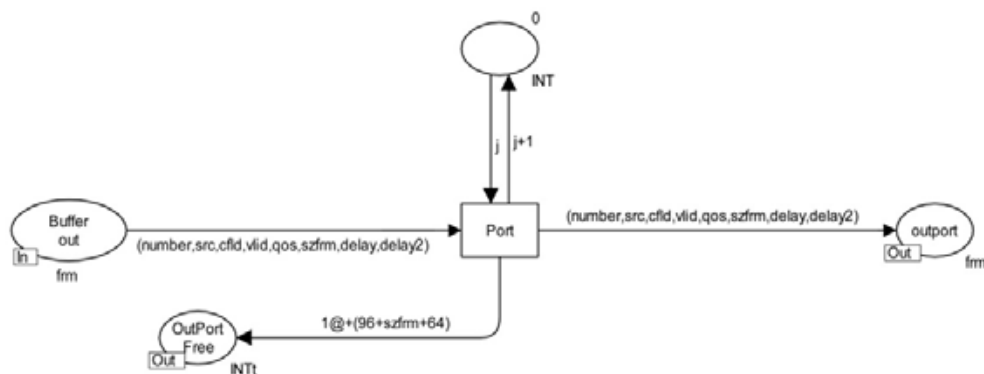 0
INT
j
j+1
Buffer
out
In
frm
(number,src,cfld,vlid,qos,szfrm,delay,delay2)
Port
(number,src,cfld,vlid,qos,szfrm,delay,delay2)
outport
Out
frm
1@+(96+szfrm+64)
OutPort
Free
Out
INTt